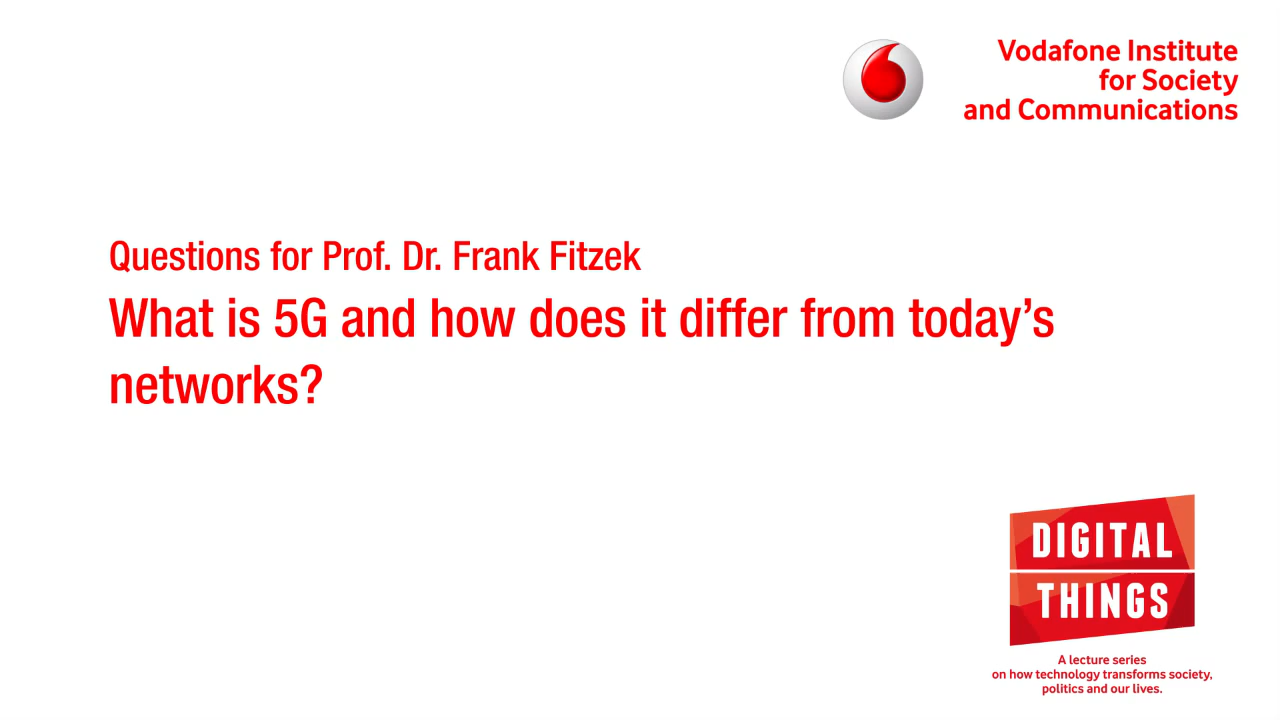 Vodafone Institute
for Society
and Communications
Questions for Prof. Dr. Frank Fitzek
What is 5G and how does it differ from today’s
networks?
DIGITAL
THINGS
A lecture series
on how technology transforms society,
politics and our lives.